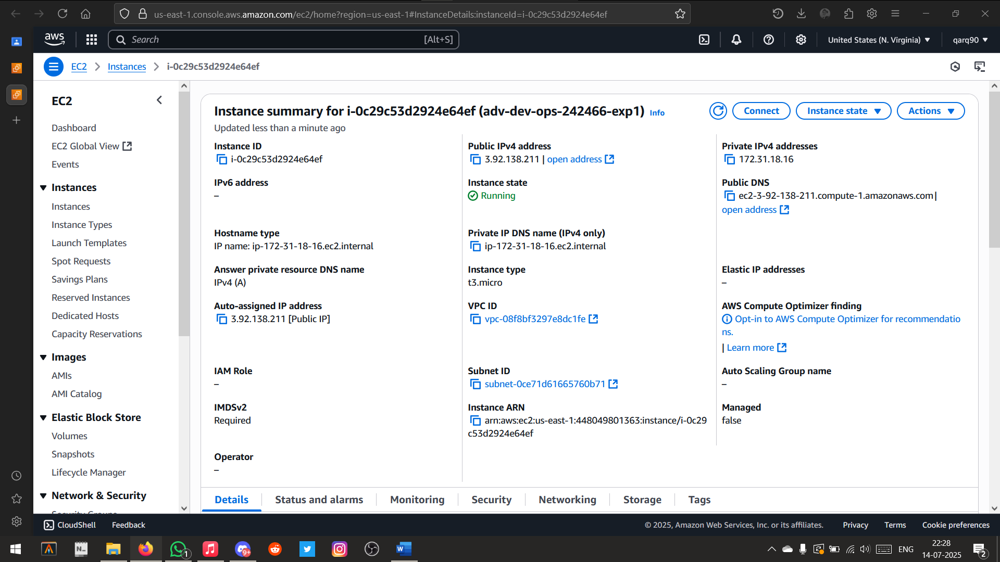 us-east-1.console.aws.amazon.com/ec2/home?region=us-east-1#InstanceDetails:instanceId=i-0c29c53d2924e64ef
aws
Search
[Alt+S]
United States (N. Virginia)
qarq90
EC2
Instances
i-0c29c53d2924e64ef
EC2
Dashboard
EC2 Global View
Events
Instances
Instances
Instance Types
Launch Templates
Spot Requests
Savings Plans
Reserved Instances
Dedicated Hosts
Capacity Reservations
Images
AMIs
AMI Catalog
Elastic Block Store
Volumes
Snapshots
Lifecycle Manager
Network & Security
Security Groups
Instance summary for i-0c29c53d2924e64ef (adv-dev-ops-242466-exp1) Info
Updated less than a minute ago
Connect
Instance state
Actions
Instance ID
i-0c29c53d2924e64ef
Public IPv4 address
3.92.138.211 | open address
Private IPv4 addresses
172.31.18.16
IPv6 address
–
Instance state
Running
Public DNS
ec2-3-92-138-211.compute-1.amazonaws.com |
open address
Hostname type
IP name: ip-172-31-18-16.ec2.internal
Private IP DNS name (IPv4 only)
ip-172-31-18-16.ec2.internal
Answer private resource DNS name
IPv4 (A)
Instance type
t3.micro
Elastic IP addresses
–
Auto-assigned IP address
3.92.138.211 [Public IP]
VPC ID
vpc-08f8bf3297e8dc1fe
AWS Compute Optimizer finding
Opt-in to AWS Compute Optimizer for recommendatio
ns.
| Learn more
IAM Role
–
Subnet ID
subnet-0ce71d61665760b71
Auto Scaling Group name
–
IMDSv2
Required
Instance ARN
arn:aws:ec2:us-east-1:448049801363:instance/i-0c29
c53d2924e64ef
Managed
false
Operator
–
Details
Status and alarms
Monitoring
Security
Networking
Storage
Tags
CloudShell
Feedback
© 2025, Amazon Web Services, Inc. or its affiliates.
Privacy
Terms
Cookie preferences
N
1
9+
W
ENG
22:28
14-07-2025
2